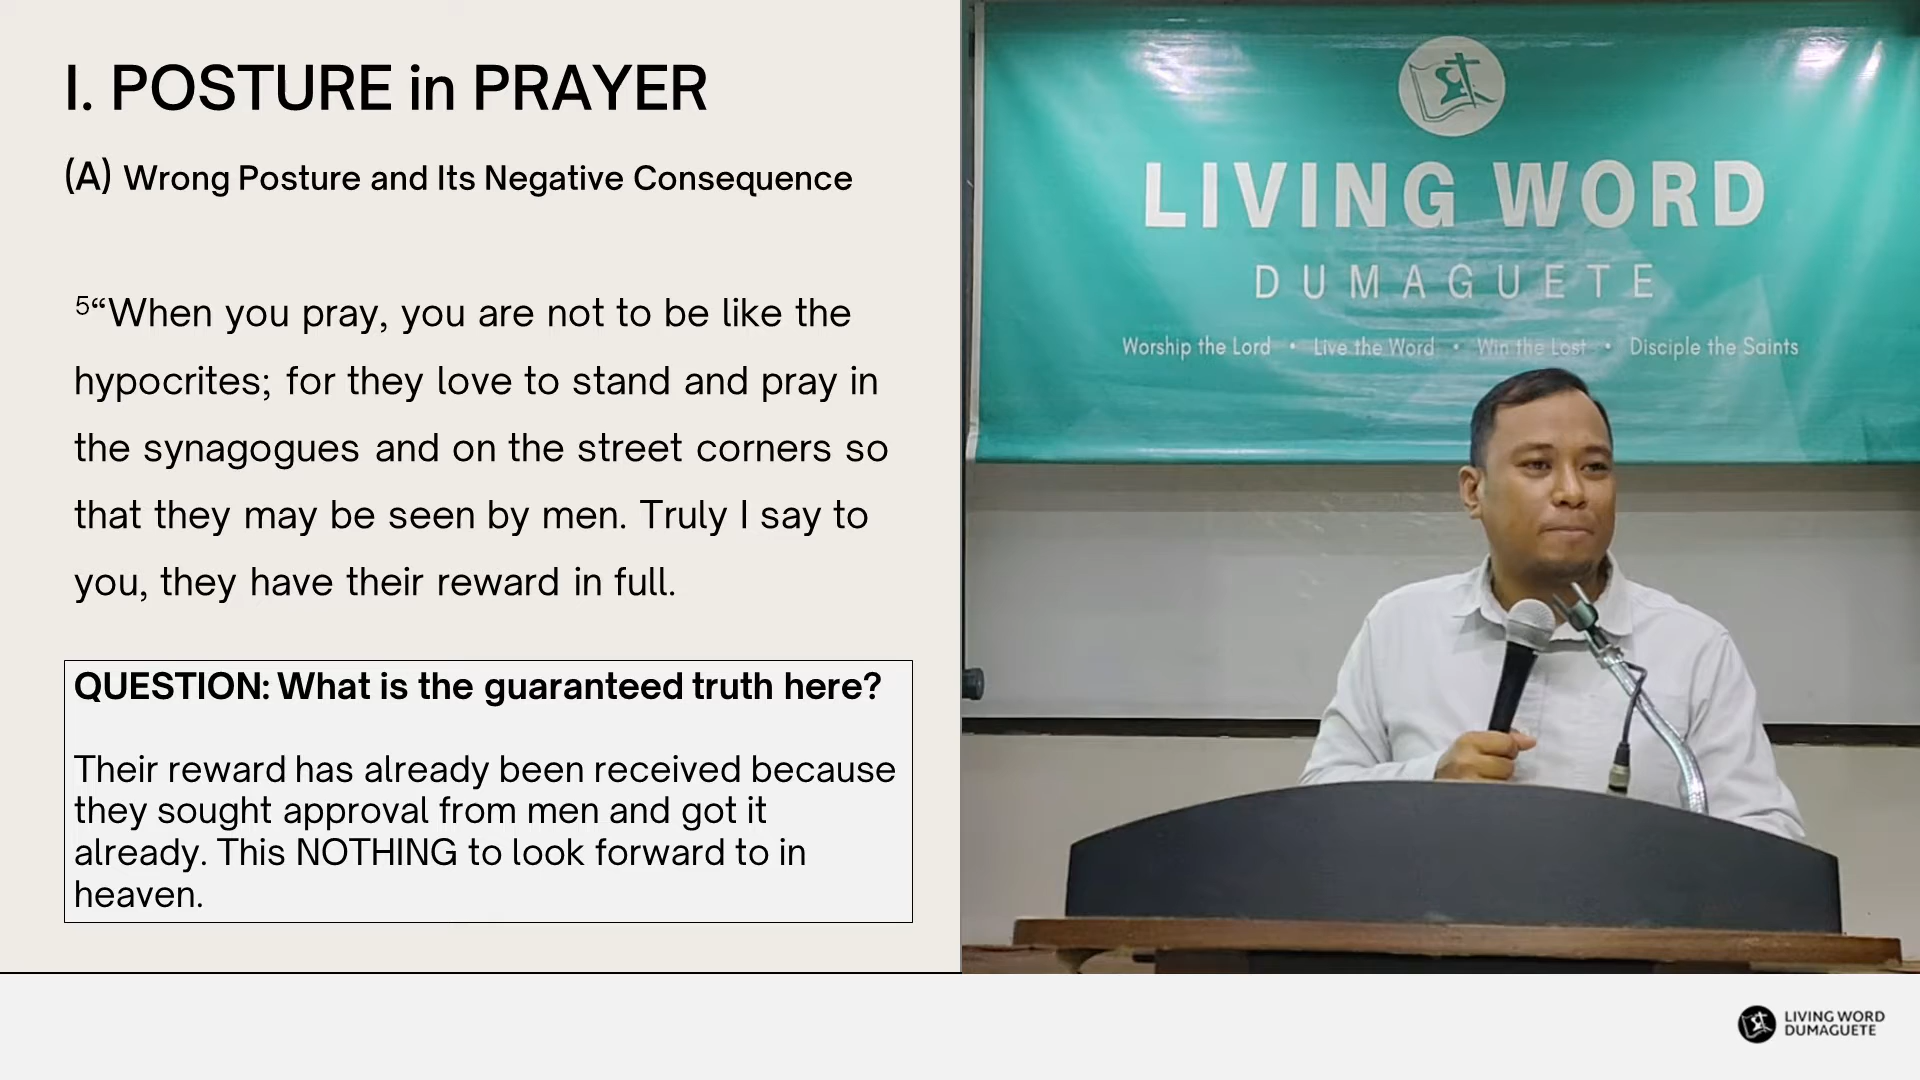 I. POSTURE in PRAYER
(A) Wrong Posture and Its Negative Consequence
5“When you pray, you are not to be like the
hypocrites; for they love to stand and pray in
the synagogues and on the street corners so
that they may be seen by men. Truly I say to
you, they have their reward in full.
QUESTION: What is the guaranteed truth here?
Their reward has already been received because
they sought approval from men and got it
already. This NOTHING to look forward to in
heaven.
LIVING WORD
DUMAGUETE
Worship the Lord • Live the Word • Win the Lost • Disciple the Saints
LIVING WORD
DUMAGUETE